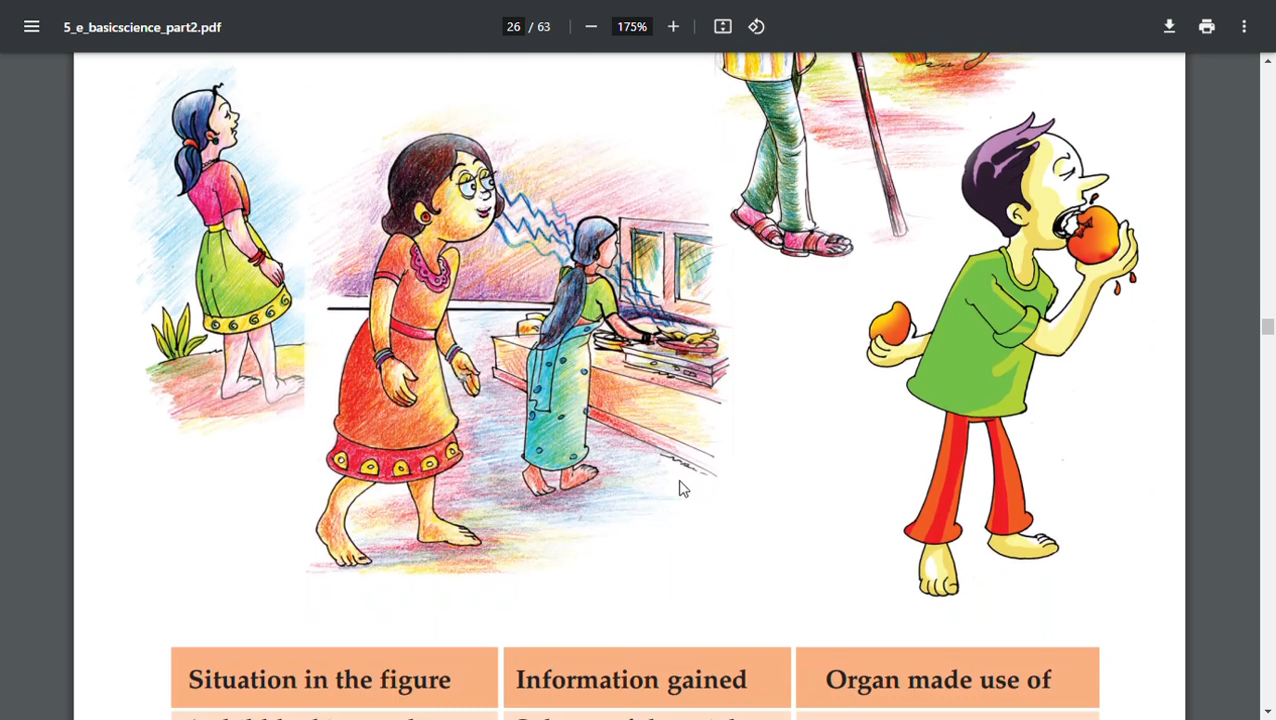 5_e_basicscience_part2.pdf
26 / 63
175%
Situation in the figure
Information gained
Organ made use of